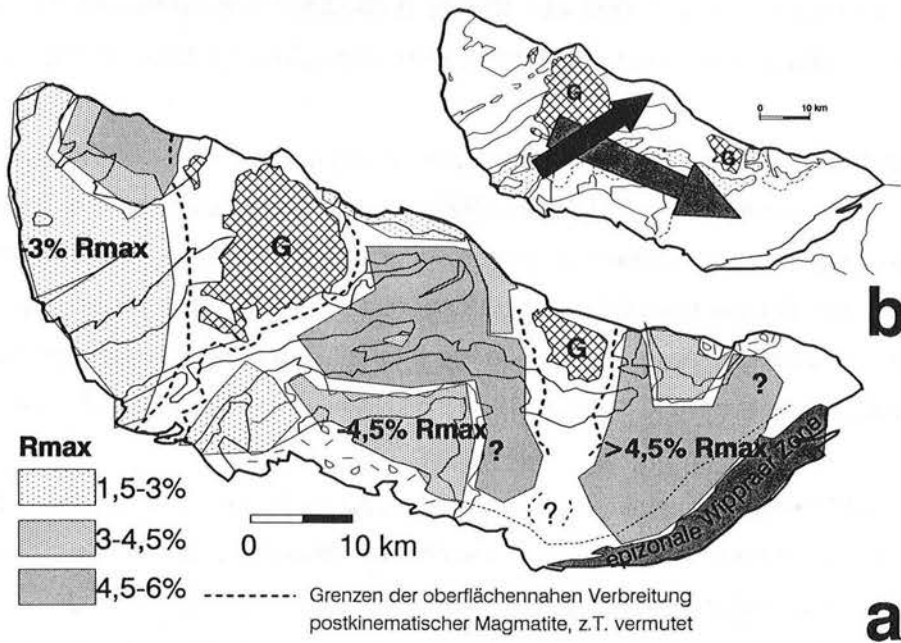 G
0 10 km
G
b
-3% Rmax
G
G
?
-4,5% Rmax
?
>4,5% Rmax
?
epizonale Wippraer Zone
Rmax
1,5-3%
3-4,5%
4,5-6%
0 10 km
Grenzen der oberflächennahen Verbreitung
postkinematischer Magmatite, z.T. vermutet
a